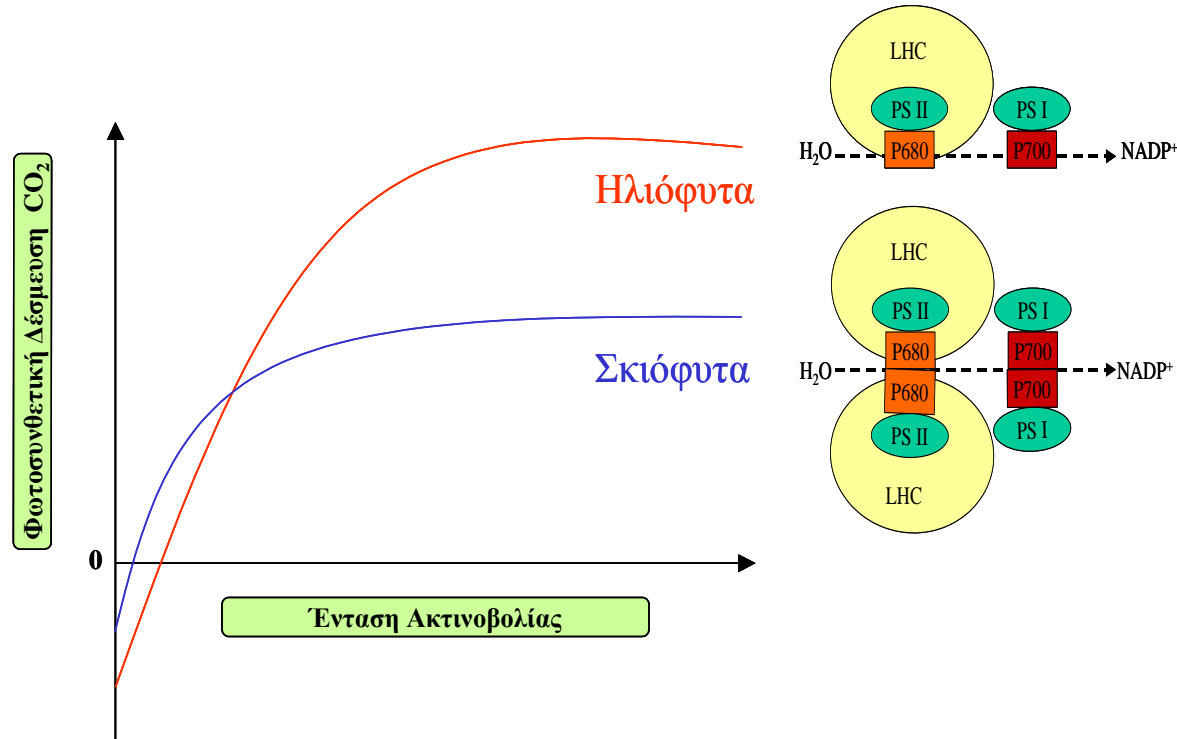 Φωτοσυνθετική Δέσμευση CO₂
0
Ένταση Ακτινοβολίας
Ηλιόφυτα
Σκιόφυτα
LHC
PS II PS I
H₂O P680 P700 NADP⁺
LHC
PS II PS I
P680 P700
H₂O NADP⁺
P680 P700
PS II PS I
LHC